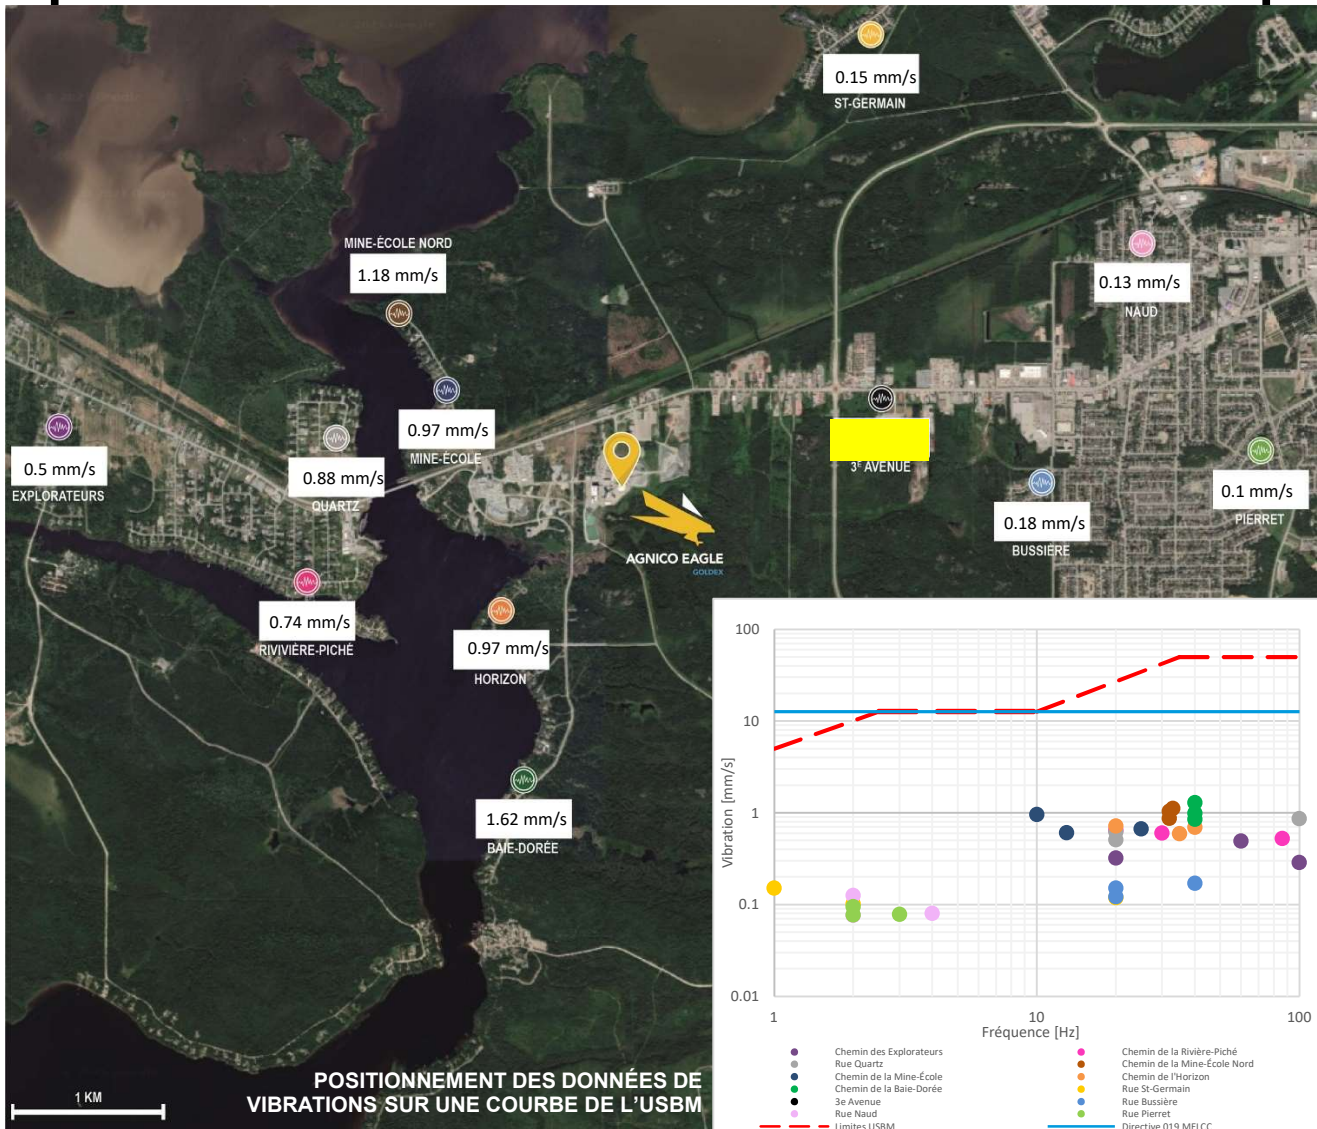 0.15 mm/s
ST-GERMAIN
MINE-ÉCOLE NORD
1.18 mm/s
0.13 mm/s
NAUD
0.97 mm/s
MINE-ÉCOLE
0.5 mm/s
EXPLORATEURS
0.88 mm/s
QUARTZ
3E AVENUE
0.1 mm/s
PIERRET
0.18 mm/s
BUSSIÈRE
AGNICO EAGLE
GOLDEX
0.74 mm/s
RIVIVIÈRE-PICHÉ
0.97 mm/s
HORIZON
1.62 mm/s
BAIE-DORÉE
1 KM
POSITIONNEMENT DES DONNÉES DE
VIBRATIONS SUR UNE COURBE DE L'USBM
100
10
1
0.1
0.01
Vibration [mm/s]
1
10
100
Fréquence [Hz]
Chemin des Explorateurs
Chemin de la Rivière-Piché
Rue Quartz
Chemin de la Mine-École Nord
Chemin de la Mine-École
Chemin de l'Horizon
Chemin de la Baie-Dorée
Rue St-Germain
3e Avenue
Rue Bussière
Rue Naud
Rue Pierret
Limites USBM
Directive 019 MELCC